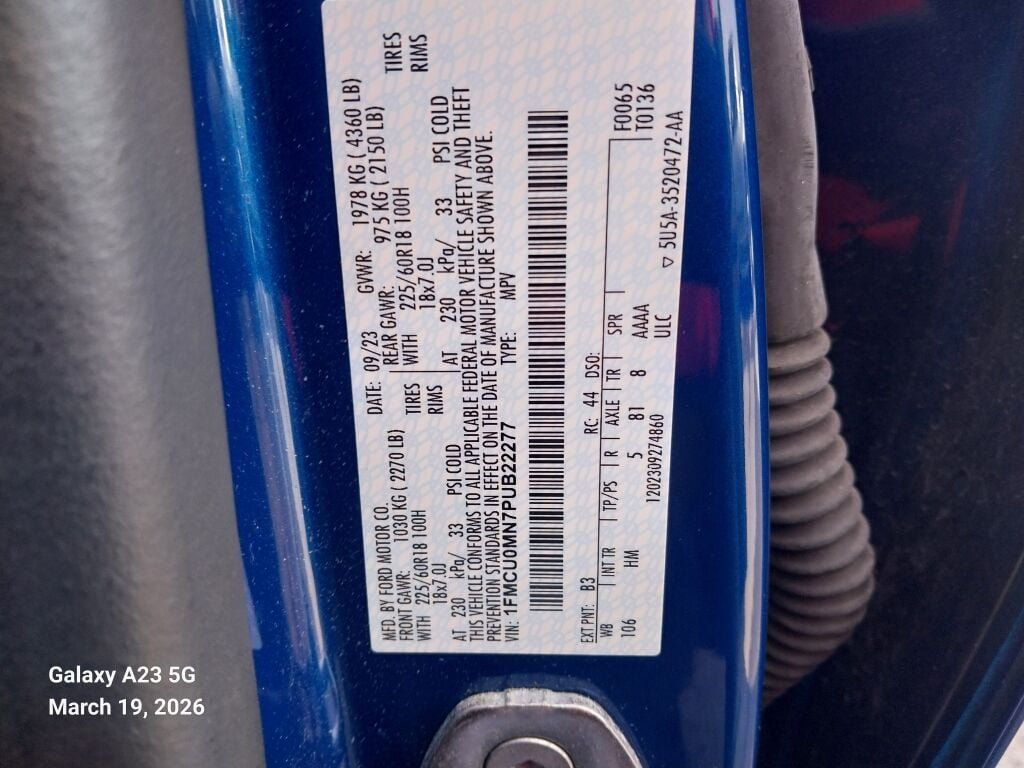 MFD. BY FORD MOTOR CO.
DATE: 09/23
GVWR: 1978 KG ( 4360 LB)
FRONT GAWR: 1030 KG ( 2270 LB)
REAR GAWR: 975 KG ( 2150 LB)
WITH 225/60R18 100H TIRES
WITH 225/60R18 100H TIRES
18x7.0J RIMS
18x7.0J RIMS
AT 230 kPa/ 33 PSI COLD
AT 230 kPa/ 33 PSI COLD
THIS VEHICLE CONFORMS TO ALL APPLICABLE FEDERAL MOTOR VEHICLE SAFETY AND THEFT
PREVENTION STANDARDS IN EFFECT ON THE DATE OF MANUFACTURE SHOWN ABOVE.
VIN: 1FMCU0MN7PUB22277 TYPE: MPV
EXT PNT: B3 RC: 44 DSO: F0065
WB INT TR TP/PS R AXLE TR SPR T0136
106 HM 5 81 8 AAAA
ULC
1202309274860 ▽ 5U5A-3520472-AA
Galaxy A23 5G
March 19, 2026